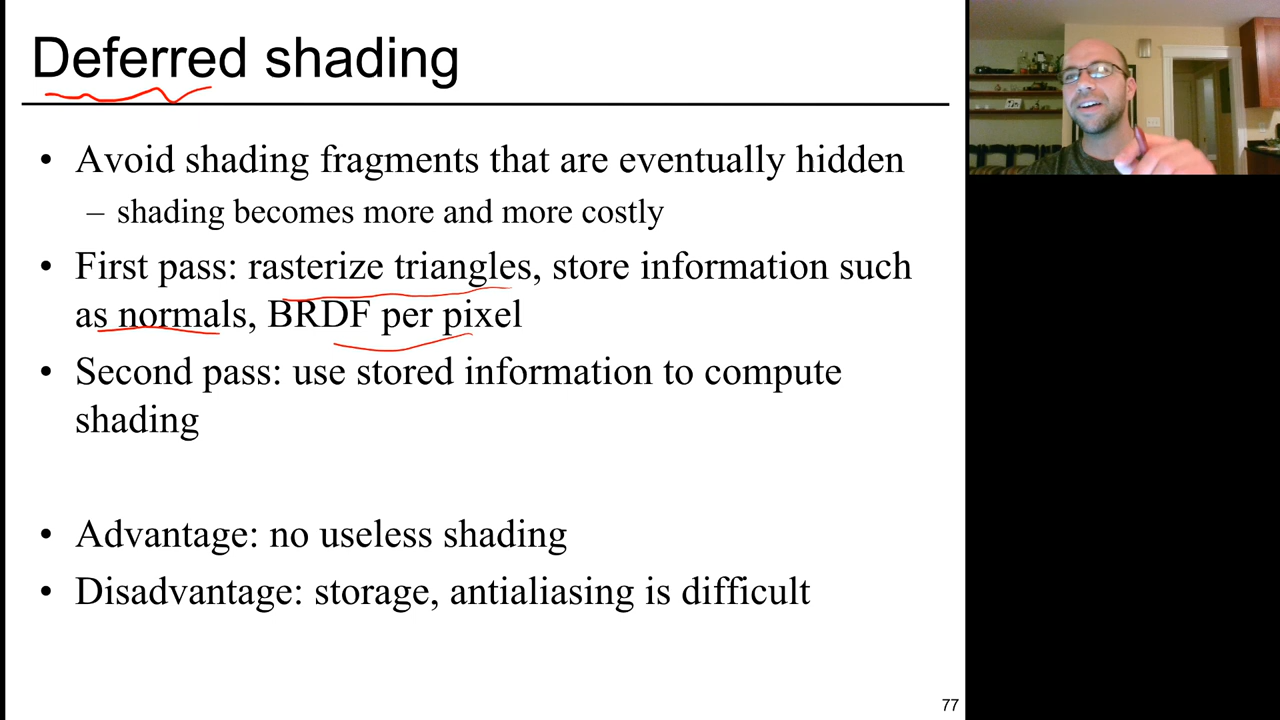 Deferred shading
• Avoid shading fragments that are eventually hidden
– shading becomes more and more costly
• First pass: rasterize triangles, store information such
as normals, BRDF per pixel
• Second pass: use stored information to compute
shading
• Advantage: no useless shading
• Disadvantage: storage, antialiasing is difficult
77